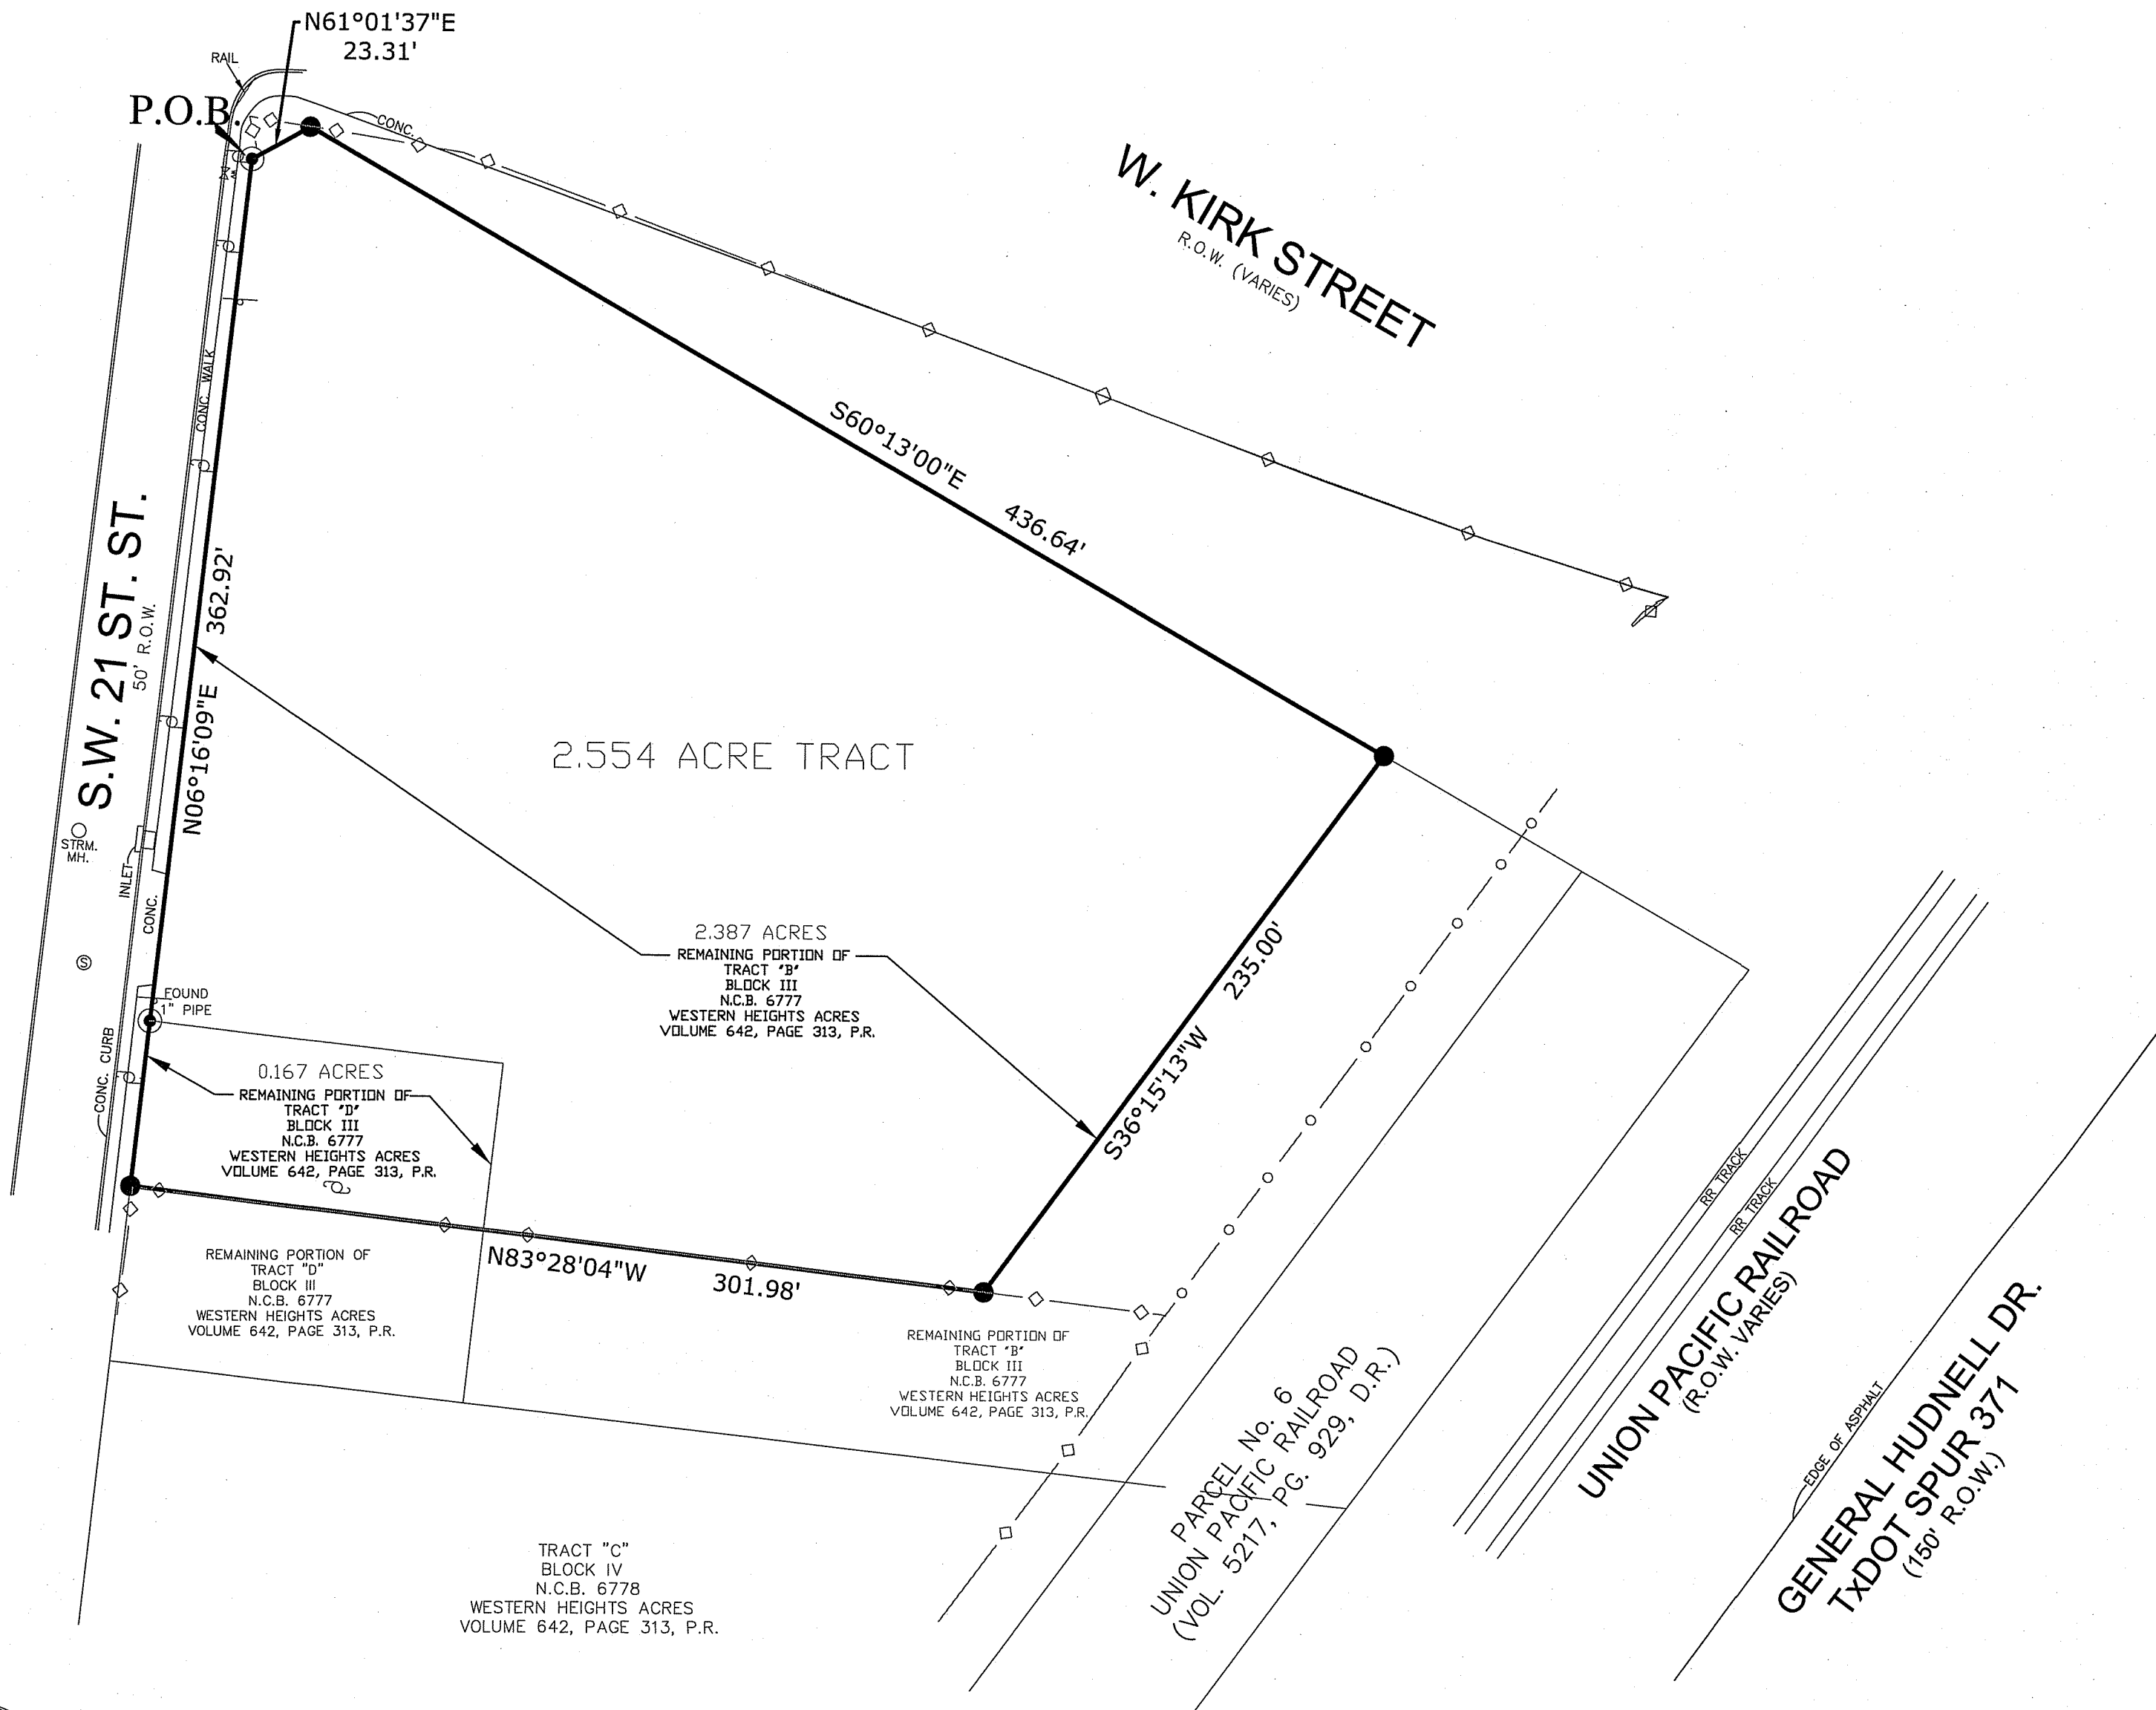 N61°01'37"E
23.31'
RAIL
P.O.B.
CONC.
W. KIRK STREET
R.O.W. (VARIES)
S60°13'00"E 436.64'
CONC. WALK
S.W. 21 ST. ST.
50' R.O.W.
N06°16'09"E 362.92'
2.554 ACRE TRACT
STRM.
MH.
INLET
CONC.
S
2.387 ACRES
REMAINING PORTION OF
TRACT "B"
BLOCK III
N.C.B. 6777
WESTERN HEIGHTS ACRES
VOLUME 642, PAGE 313, P.R.
S36°15'13"W 235.00'
FOUND
1" PIPE
CONC. CURB
0.167 ACRES
REMAINING PORTION OF
TRACT "D"
BLOCK III
N.C.B. 6777
WESTERN HEIGHTS ACRES
VOLUME 642, PAGE 313, P.R.
N83°28'04"W 301.98'
REMAINING PORTION OF
TRACT "D"
BLOCK III
N.C.B. 6777
WESTERN HEIGHTS ACRES
VOLUME 642, PAGE 313, P.R.
REMAINING PORTION OF
TRACT "B"
BLOCK III
N.C.B. 6777
WESTERN HEIGHTS ACRES
VOLUME 642, PAGE 313, P.R.
TRACT "C"
BLOCK IV
N.C.B. 6778
WESTERN HEIGHTS ACRES
VOLUME 642, PAGE 313, P.R.
PARCEL No. 6
UNION PACIFIC RAILROAD
(VOL. 5217, PG. 929, D.R.)
RR TRACK
RR TRACK
UNION PACIFIC RAILROAD
(R.O.W. VARIES)
EDGE OF ASPHALT
GENERAL HUDNELL DR.
TxDOT SPUR 371
(150' R.O.W.)